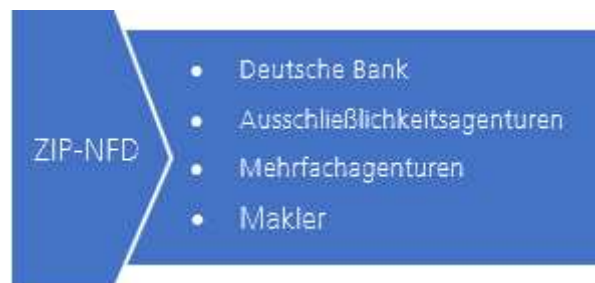 ZIP-NFD
• Deutsche Bank
• Ausschließlichkeitsagenturen
• Mehrfachagenturen
• Makler